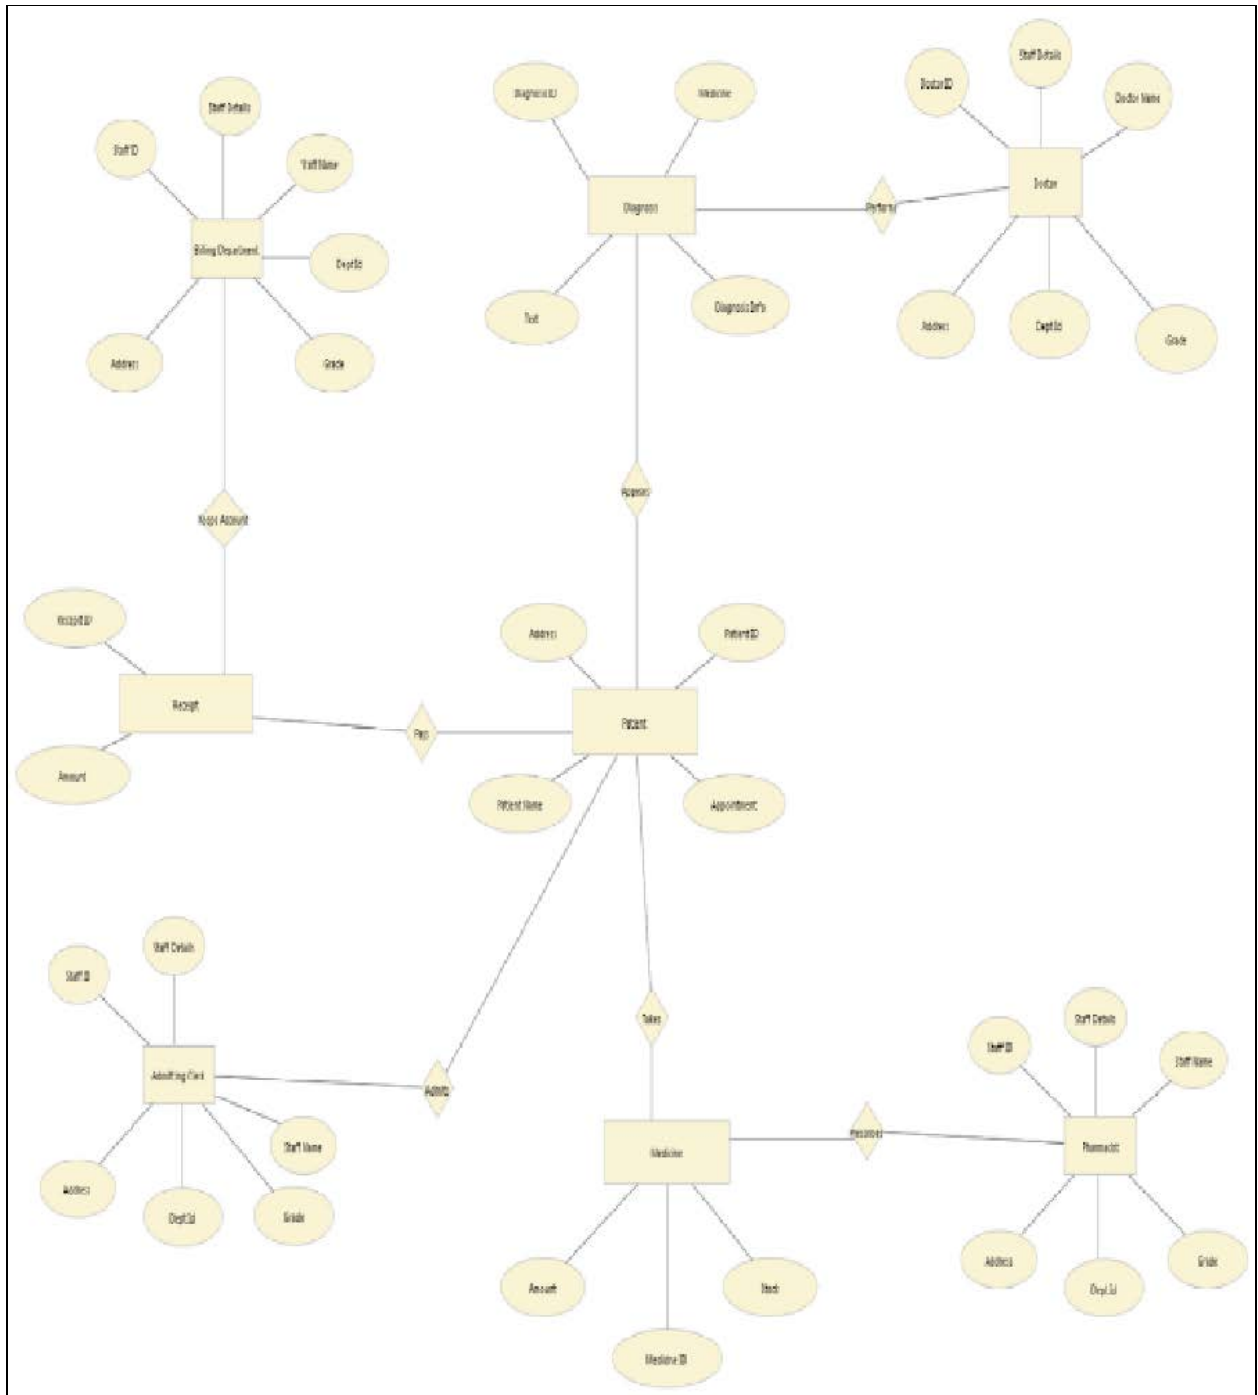 Staff Details
Staff ID
Staff Name
Billing Department
Dept Id
Address
Grade
Keeps Account
Diagnosis ID
Medicine
Diagnosis
Diagnosis Info
Doctor ID
Staff Details
Doctor Name
Doctor
Performs
Address
Dept Id
Grade
Receipt ID
Receipt
Amount
Pays
Address
Patient ID
Patient
Patient Name
Appointment
Staff Details
Staff ID
Admitting Clerk
Admits
Staff Name
Address
Dept Id
Grade
Takes
Medicine
Amount
Stock
Medicine ID
Staff Details
Staff ID
Staff Name
Pharmacist
Address
Grade
Dept Id